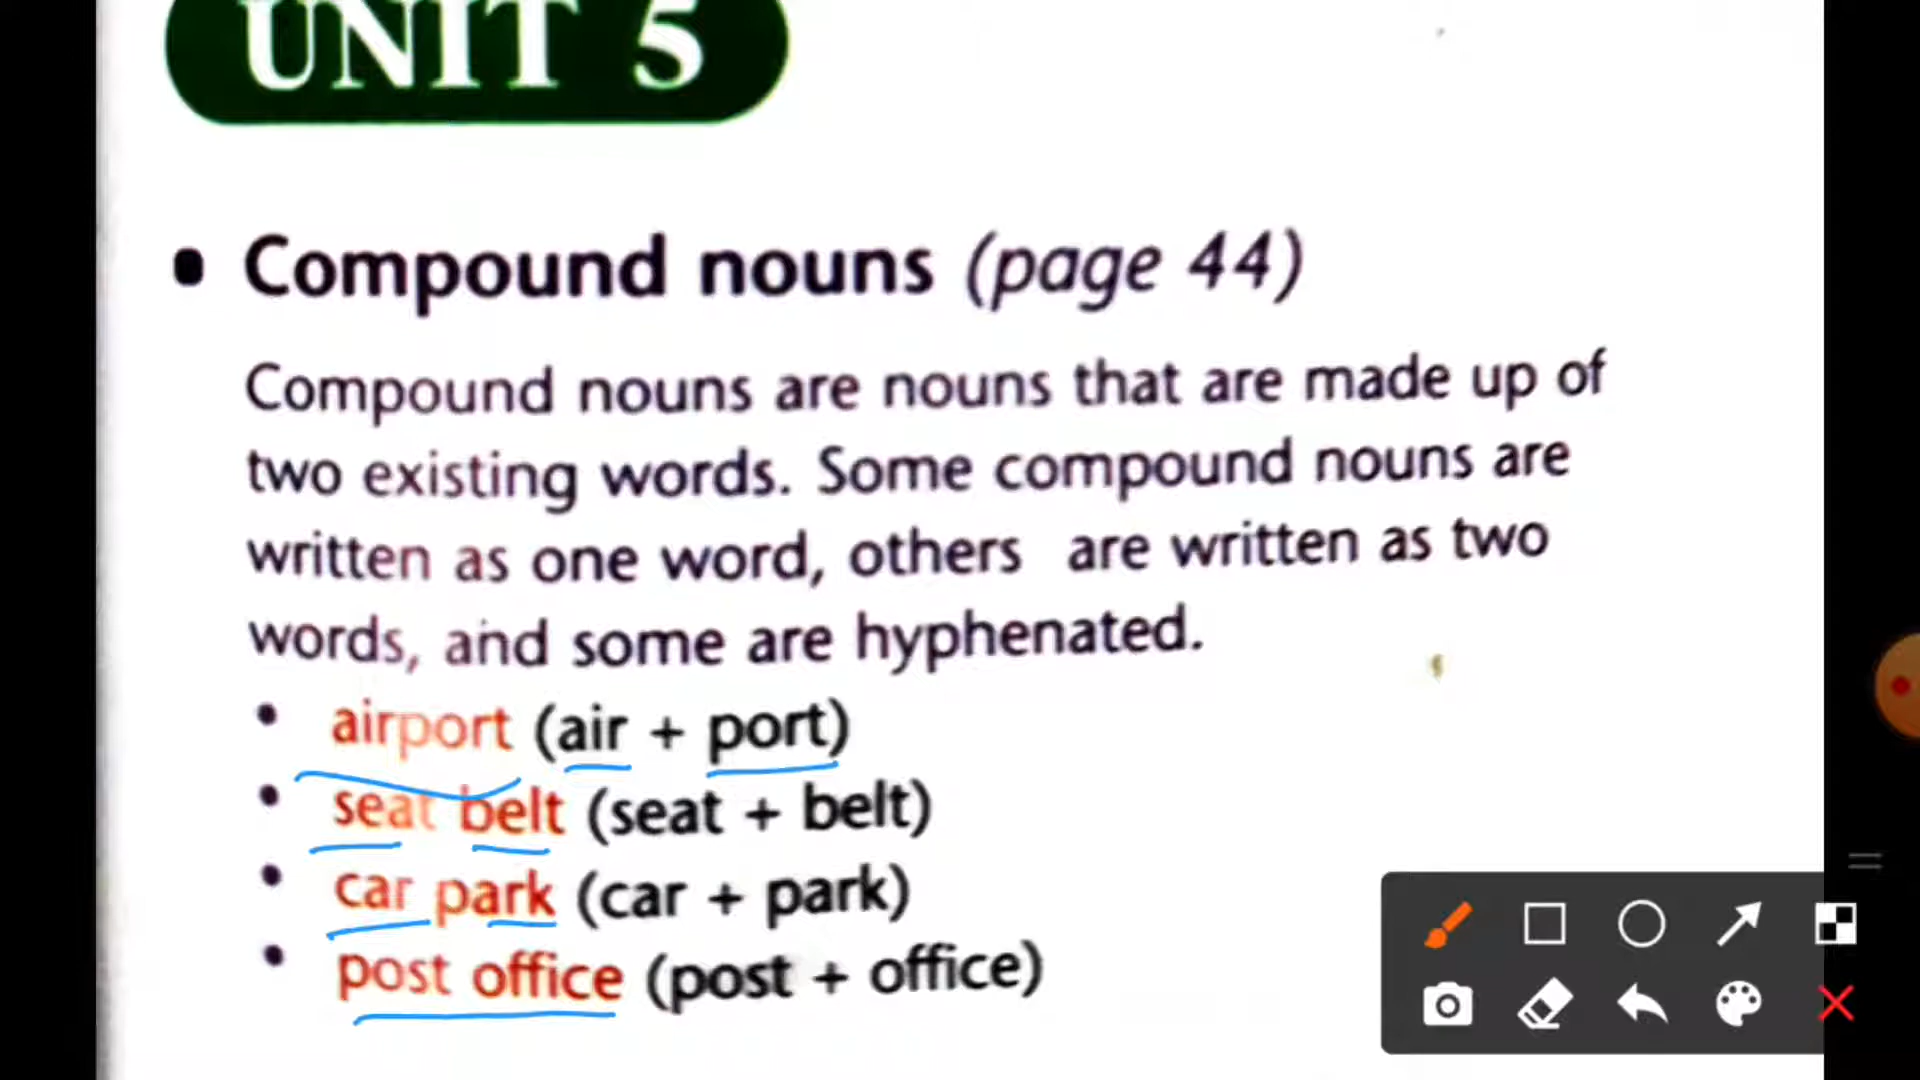 UNIT 5
• Compound nouns (page 44)
Compound nouns are nouns that are made up of
two existing words. Some compound nouns are
written as one word, others are written as two
words, and some are hyphenated.
• airport (air + port)
• seat belt (seat + belt)
• car park (car + park)
• post office (post + office)